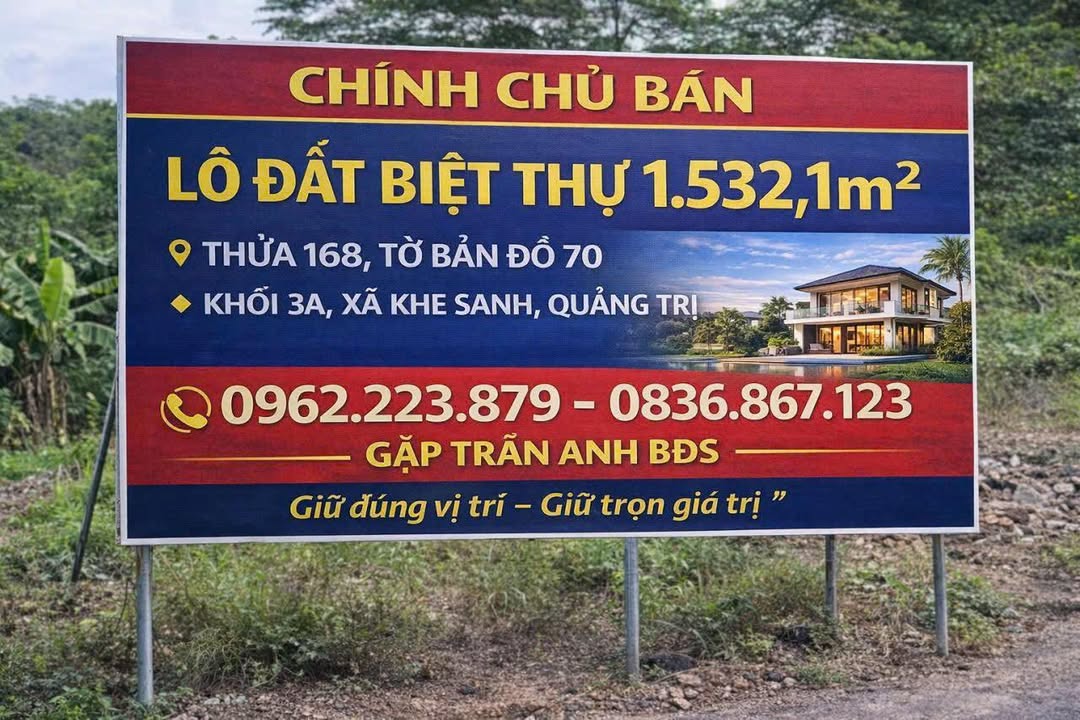 CHÍNH CHỦ BÁN
LÔ ĐẤT BIỆT THỰ 1.532,1m²
THỬA 168, TỜ BẢN ĐỒ 70
KHỐI 3A, XÃ KHE SANH, QUẢNG TRỊ
0962.223.879 - 0836.867.123
GẶP TRÃN ANH BĐS
Giữ đúng vị trí – Giữ trọn giá trị ”